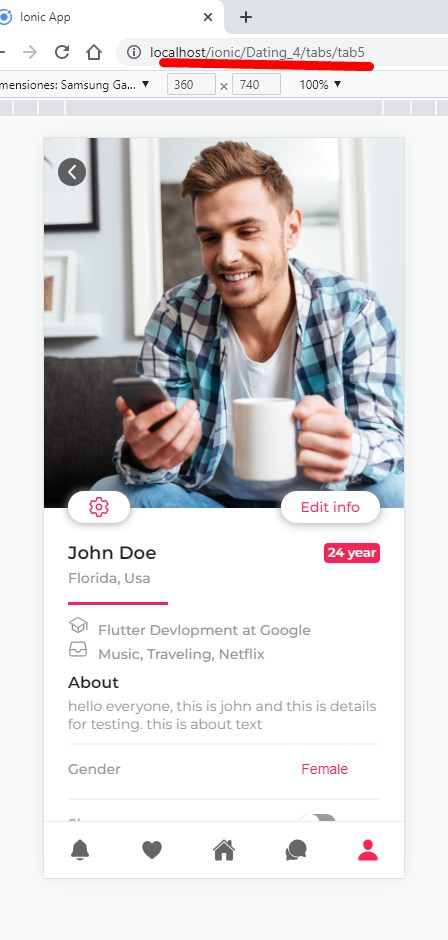 Ionic App
localhost/ionic/Dating_4/tabs/tab5
mensiones: Samsung Ga... ▼ 360 × 740 100% ▼
Edit info
John Doe 24 year
Florida, Usa
Flutter Devlopment at Google
Music, Traveling, Netflix
About
hello everyone, this is john and this is details
for testing. this is about text
Gender Female